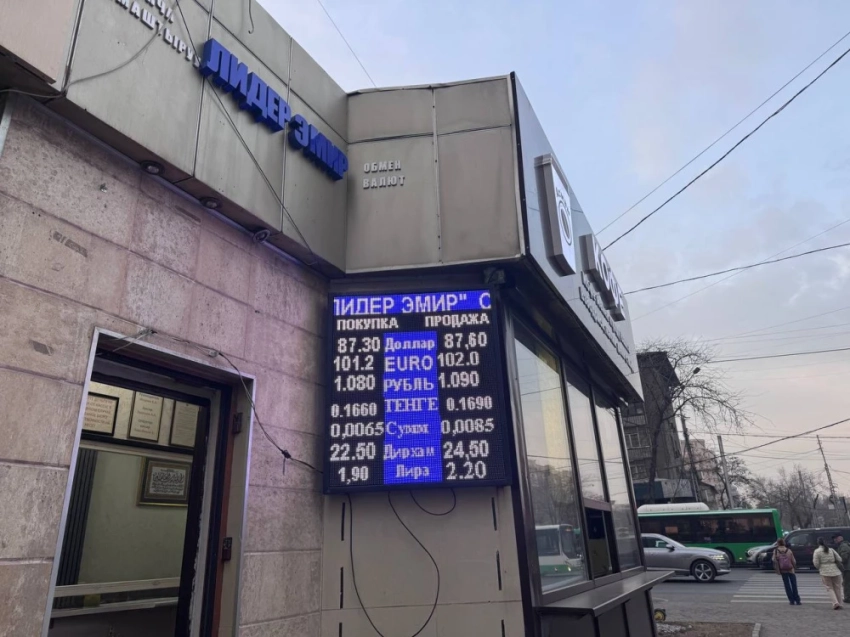 АКЧА
АЛМАШТЫРУУ
ЛИДЕР ЭМИР
ОБМЕН
ВАЛЮТ
ЛИДЕР ЭМИР" С
ПОКУПКА ПРОДАЖА
87.30 Доллар 87,60
101.2 EURO 102.0
1.080 РУБЛЬ 1.090
0.1660 ТЕНГЕ 0.1690
0,0065 Сумм 0,0085
22.50 Дирхам 24,50
1,90 Лира 2.20